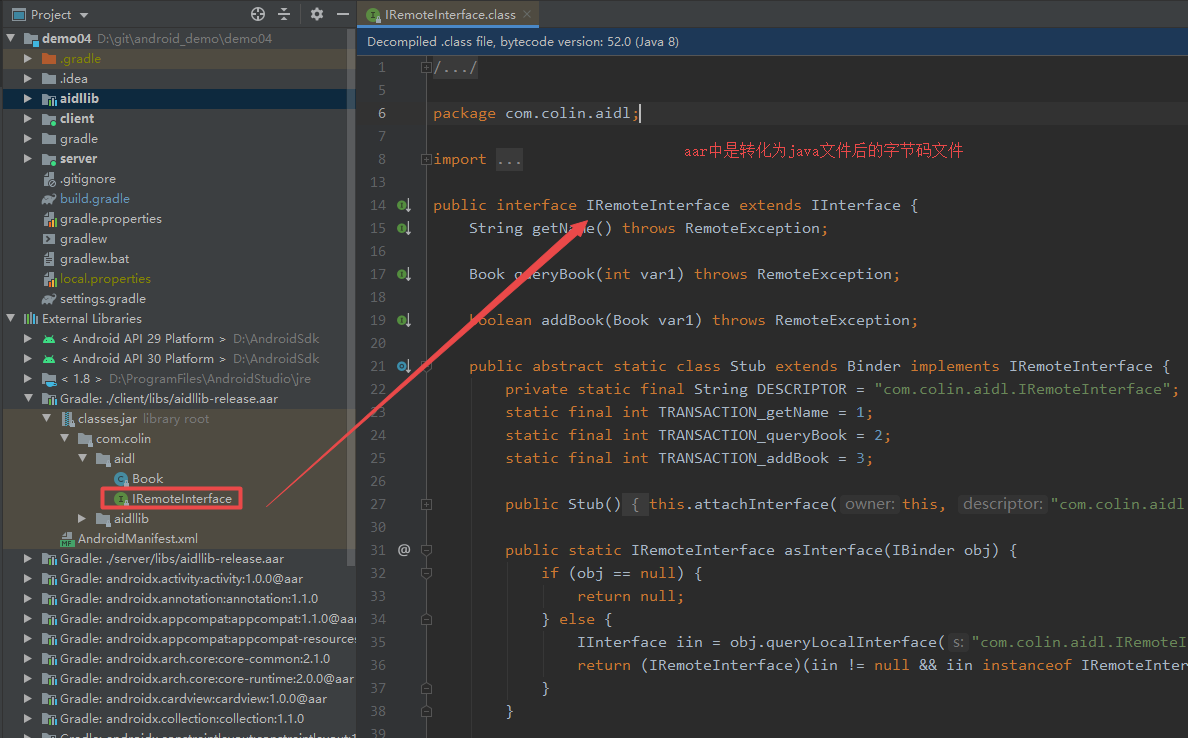 Project
demo04 D:\git\android_demo\demo04
.gradle
.idea
aidllib
client
gradle
server
.gitignore
build.gradle
gradle.properties
gradlew
gradlew.bat
local.properties
settings.gradle
External Libraries
< Android API 29 Platform > D:\AndroidSdk
< Android API 30 Platform > D:\AndroidSdk
< 1.8 > D:\ProgramFiles\AndroidStudio\jre
Gradle: ./client/libs/aidllib-release.aar
classes.jar library root
com.colin
aidl
Book
IRemoteInterface
aidllib
AndroidManifest.xml
Gradle: ./server/libs/aidllib-release.aar
Gradle: androidx.activity:activity:1.0.0@aar
Gradle: androidx.annotation:annotation:1.1.0
Gradle: androidx.appcompat:appcompat:1.1.0@aar
Gradle: androidx.appcompat:appcompat-resources
Gradle: androidx.arch.core:core-common:2.1.0
Gradle: androidx.arch.core:core-runtime:2.0.0@aar
Gradle: androidx.cardview:cardview:1.0.0@aar
Gradle: androidx.collection:collection:1.1.0
IRemoteInterface.class
Decompiled .class file, bytecode version: 52.0 (Java 8)
1 /.../
5
6 package com.colin.aidl;
7
aar中是转化为java文件后的字节码文件
8 import ...
13
14 public interface IRemoteInterface extends IInterface {
15 String getName() throws RemoteException;
16
17 Book queryBook(int var1) throws RemoteException;
18
19 boolean addBook(Book var1) throws RemoteException;
20
21 public abstract static class Stub extends Binder implements IRemoteInterface {
22 private static final String DESCRIPTOR = "com.colin.aidl.IRemoteInterface";
23 static final int TRANSACTION_getName = 1;
24 static final int TRANSACTION_queryBook = 2;
25 static final int TRANSACTION_addBook = 3;
26
27 public Stub() { this.attachInterface( owner: this, descriptor: "com.colin.aidl
30
31 @ public static IRemoteInterface asInterface(IBinder obj) {
32 if (obj == null) {
33 return null;
34 } else {
35 IInterface iin = obj.queryLocalInterface( s: "com.colin.aidl.IRemoteI
36 return (IRemoteInterface)(iin != null && iin instanceof IRemoteInter
37 }
38 }
39